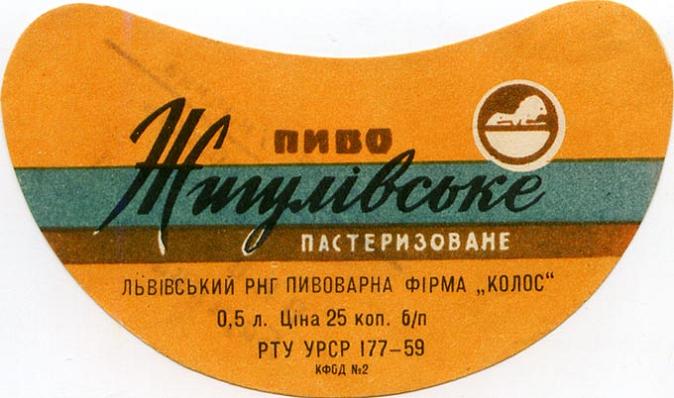 ПИВО
Жигулівське
ПАСТЕРИЗОВАНЕ
ЛЬВІВСЬКИЙ РНГ ПИВОВАРНА ФІРМА „КОЛОС“
0,5 л. Ціна 25 коп. б/п
РТУ УРСР 177–59
КФОД №2